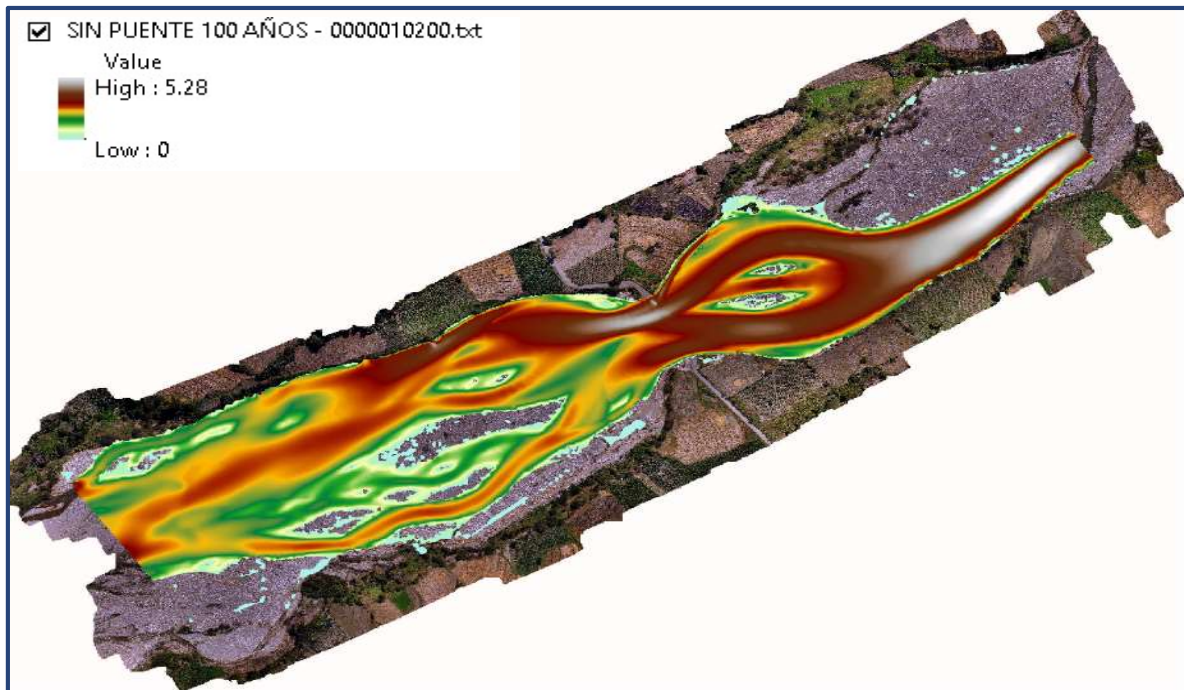 SIN PUENTE 100 AÑOS - 0000010200.txt
Value
High : 5.28
Low : 0